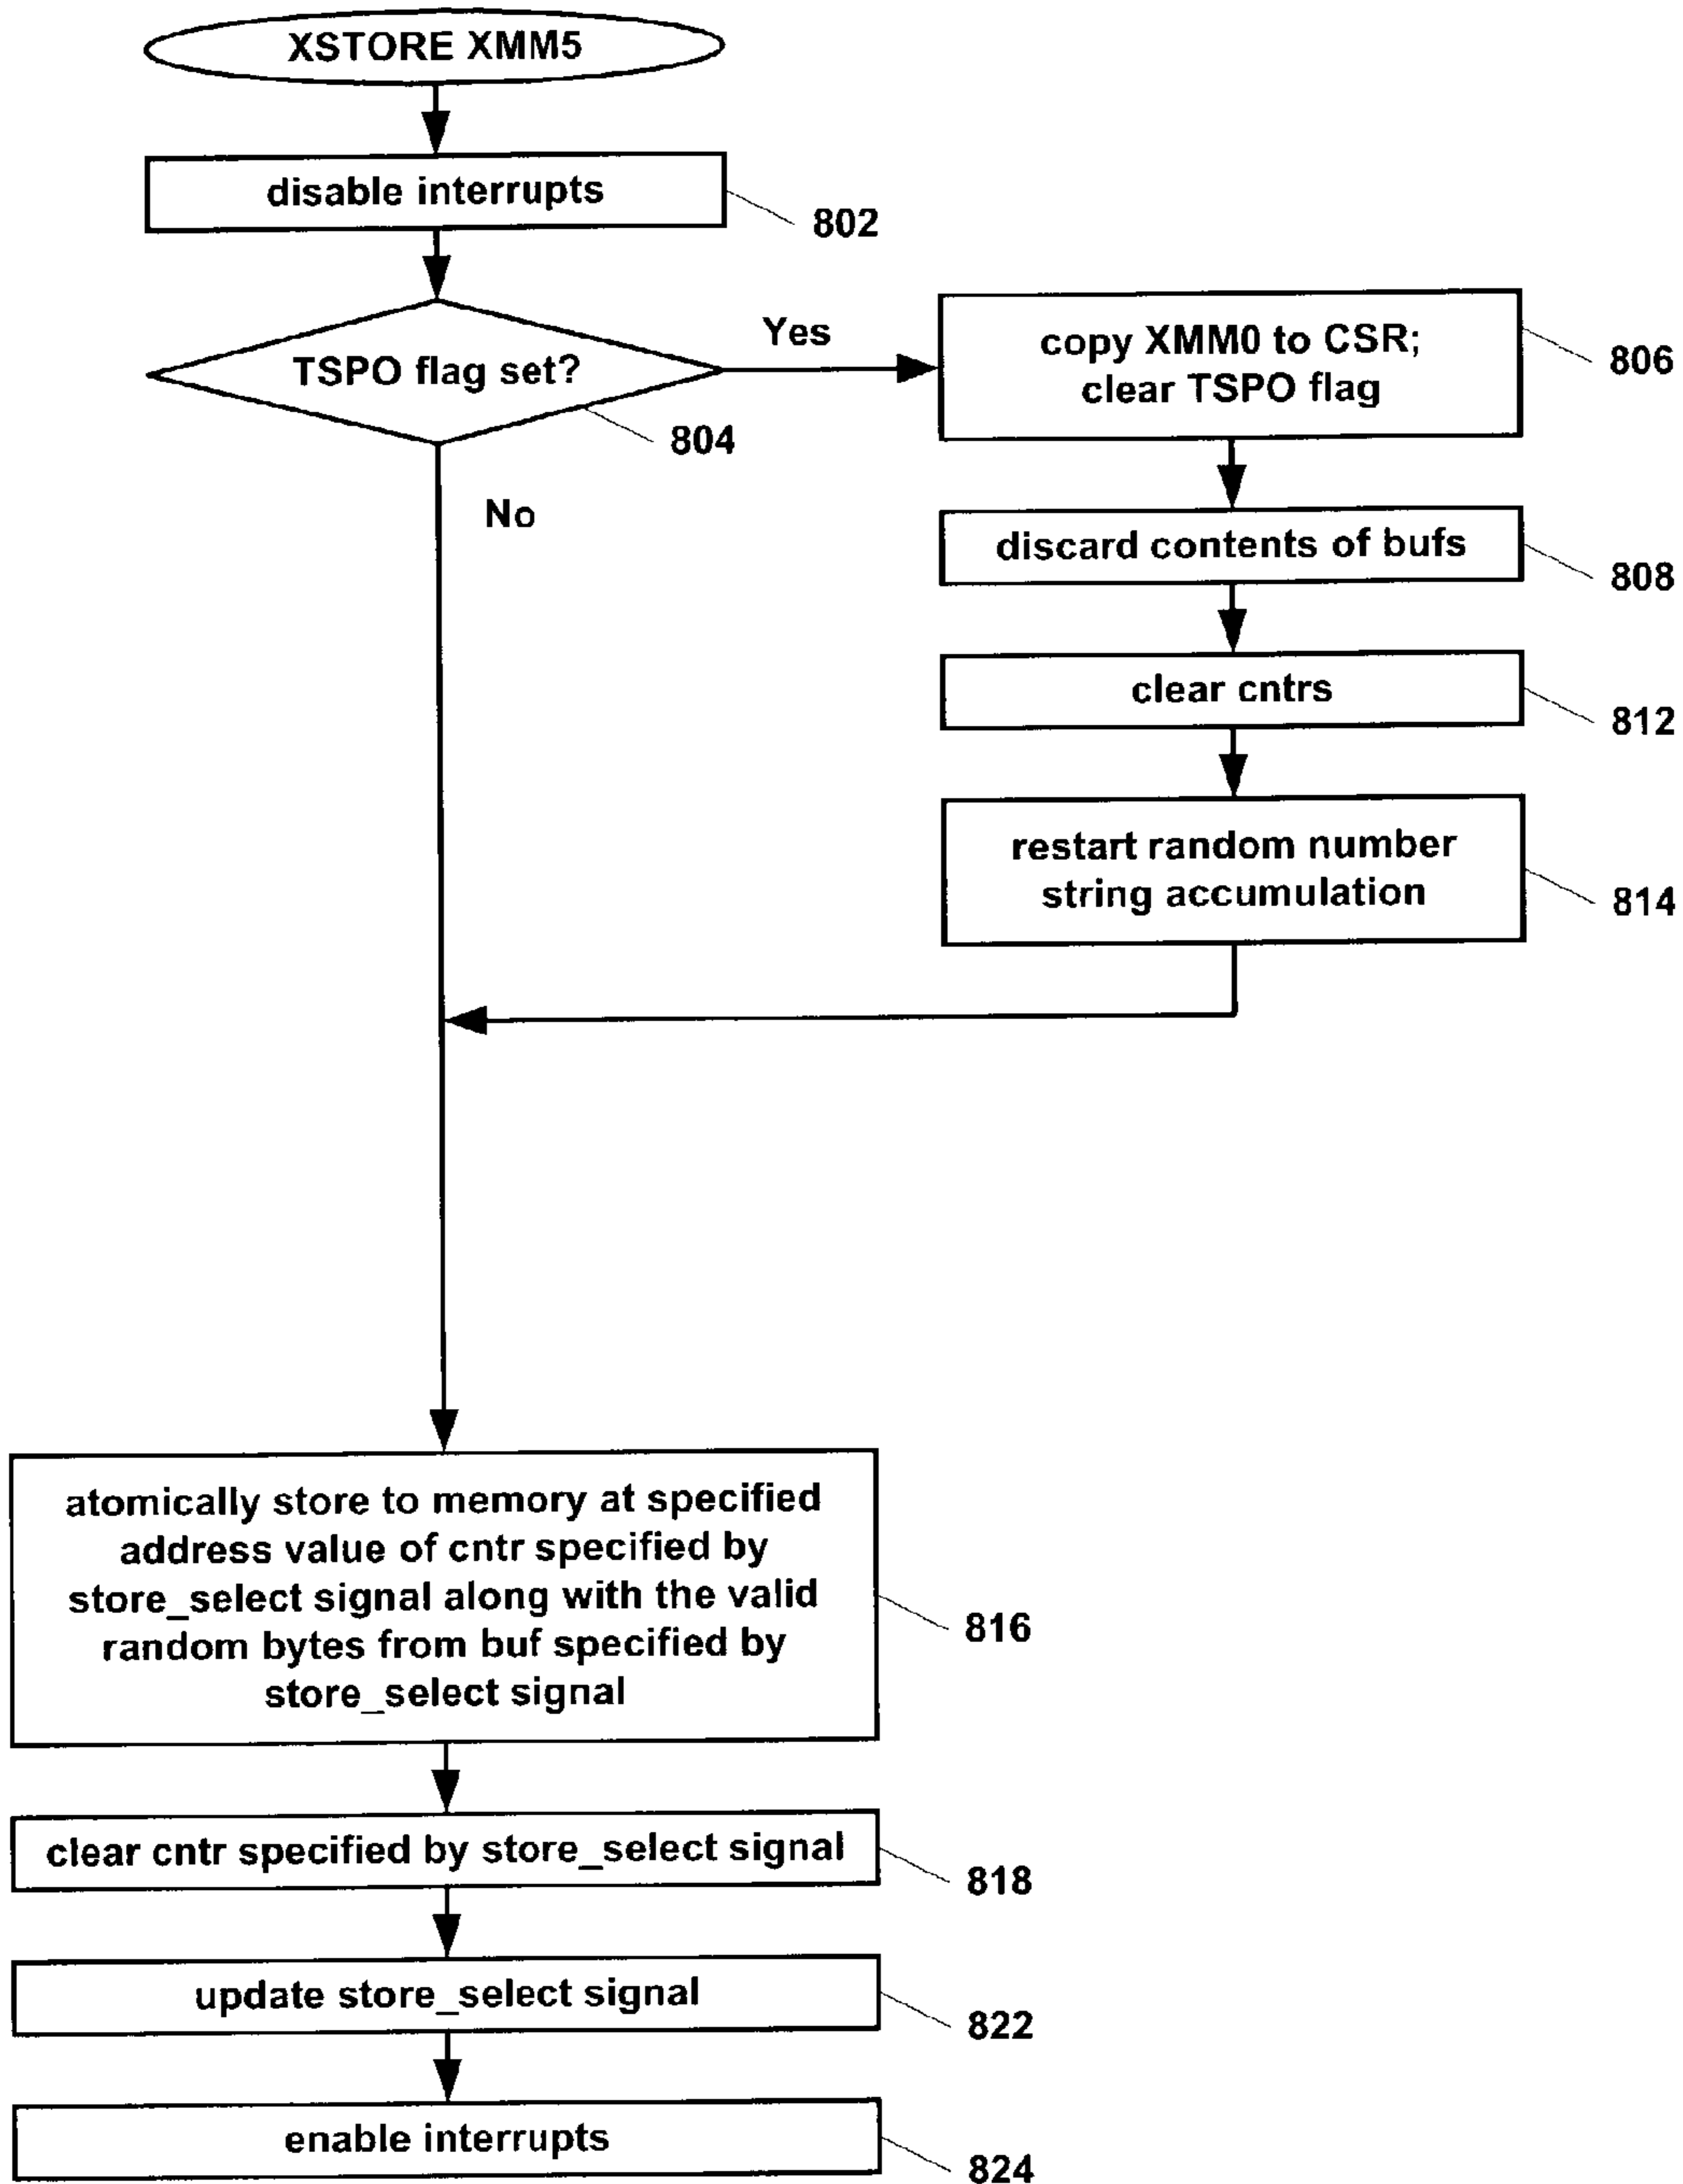 XSTORE XMM5
disable interrupts
802
TSPO flag set?
804
Yes
No
copy XMM0 to CSR;
clear TSPO flag
806
discard contents of bufs
808
clear cntrs
812
restart random number
string accumulation
814
atomically store to memory at specified
address value of cntr specified by
store_select signal along with the valid
random bytes from buf specified by
store_select signal
816
clear cntr specified by store_select signal
818
update store_select signal
822
enable interrupts
824